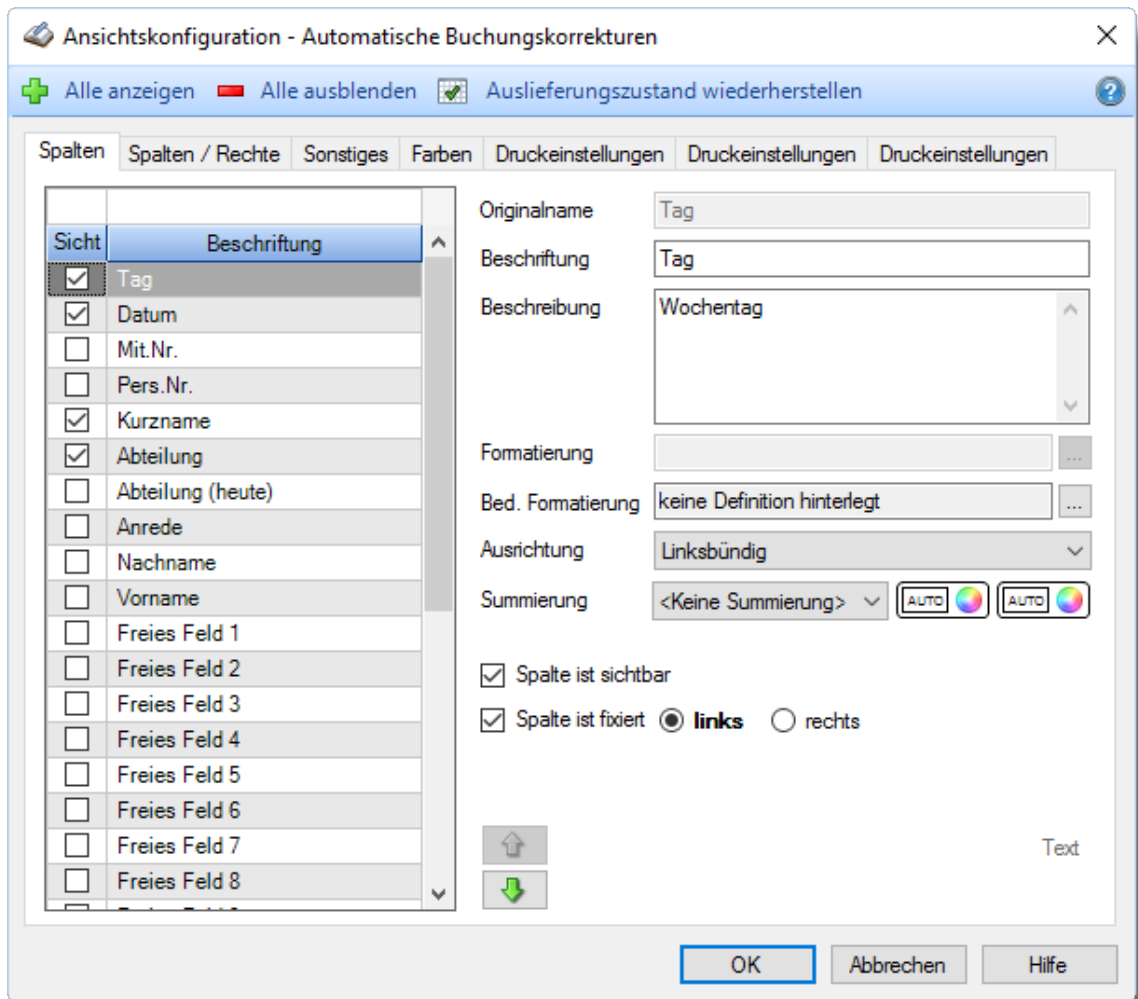 Ansichtskonfiguration - Automatische Buchungskorrekturen
Alle anzeigen Alle ausblenden Auslieferungszustand wiederherstellen
Spalten Spalten / Rechte Sonstiges Farben Druckeinstellungen Druckeinstellungen Druckeinstellungen
Sicht Beschriftung
Tag
Datum
Mit.Nr.
Pers.Nr.
Kurzname
Abteilung
Abteilung (heute)
Anrede
Nachname
Vorname
Freies Feld 1
Freies Feld 2
Freies Feld 3
Freies Feld 4
Freies Feld 5
Freies Feld 6
Freies Feld 7
Freies Feld 8
Originalname Tag
Beschriftung Tag
Beschreibung Wochentag
Formatierung ...
Bed. Formatierung keine Definition hinterlegt ...
Ausrichtung Linksbündig
Summierung <Keine Summierung> AUTO AUTO
Spalte ist sichtbar
Spalte ist fixiert links rechts
Text
OK Abbrechen Hilfe